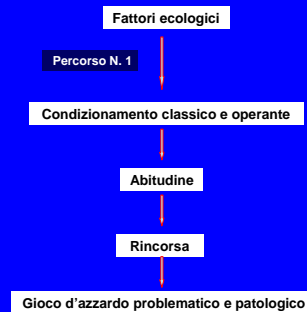 Fattori ecologici
Percorso N. 1
Condizionamento classico e operante
Abitudine
Rincorsa
Gioco d'azzardo problematico e patologico